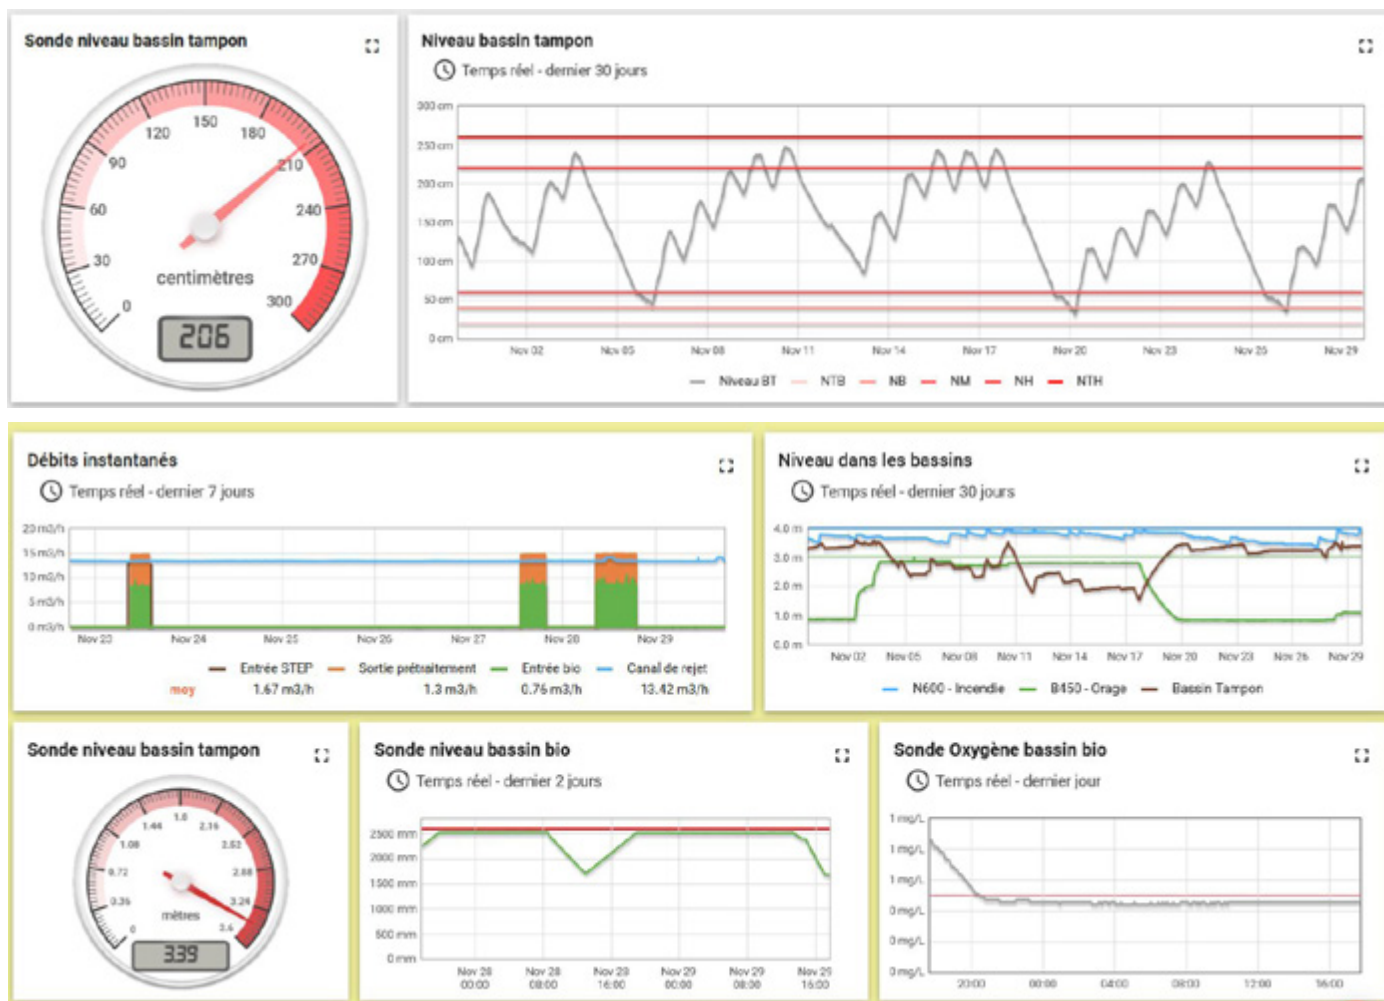 Sonde niveau bassin tampon
0
30
60
90
120
150
180
210
240
270
300
centimètres
206
Niveau bassin tampon
Temps réel - dernier 30 jours
300 cm
250 cm
200 cm
150 cm
100 cm
50 cm
0 cm
Nov 02 Nov 05 Nov 08 Nov 11 Nov 14 Nov 17 Nov 20 Nov 23 Nov 26 Nov 29
Niveau BT NTB NB NM NH NTH
Débits instantanés
Temps réel - dernier 7 jours
20 m3/h
15 m3/h
10 m3/h
5 m3/h
0 m3/h
Nov 23 Nov 24 Nov 25 Nov 26 Nov 27 Nov 28 Nov 29
Entrée STEP Sortie prétraitement Entrée bio Canal de rejet
moy 1.67 m3/h 1.3 m3/h 0.76 m3/h 13.42 m3/h
Niveau dans les bassins
Temps réel - dernier 30 jours
4.0 m
3.0 m
2.0 m
1.0 m
0.0 m
Nov 02 Nov 05 Nov 08 Nov 11 Nov 14 Nov 17 Nov 20 Nov 23 Nov 26 Nov 29
N600 - Incendie B450 - Orage Bassin Tampon
Sonde niveau bassin tampon
0
0.36
0.72
1.08
1.44
1.8
2.16
2.52
2.88
3.24
3.6
mètres
3.39
Sonde niveau bassin bio
Temps réel - dernier 2 jours
2500 mm
2000 mm
1500 mm
1000 mm
500 mm
0 mm
Nov 28 Nov 28 Nov 28 Nov 29 Nov 29 Nov 29
00:00 08:00 16:00 00:00 08:00 16:00
Sonde Oxygène bassin bio
Temps réel - dernier jour
1 mg/L
1 mg/L
1 mg/L
0 mg/L
0 mg/L
0 mg/L
20:00 00:00 04:00 08:00 12:00 16:00